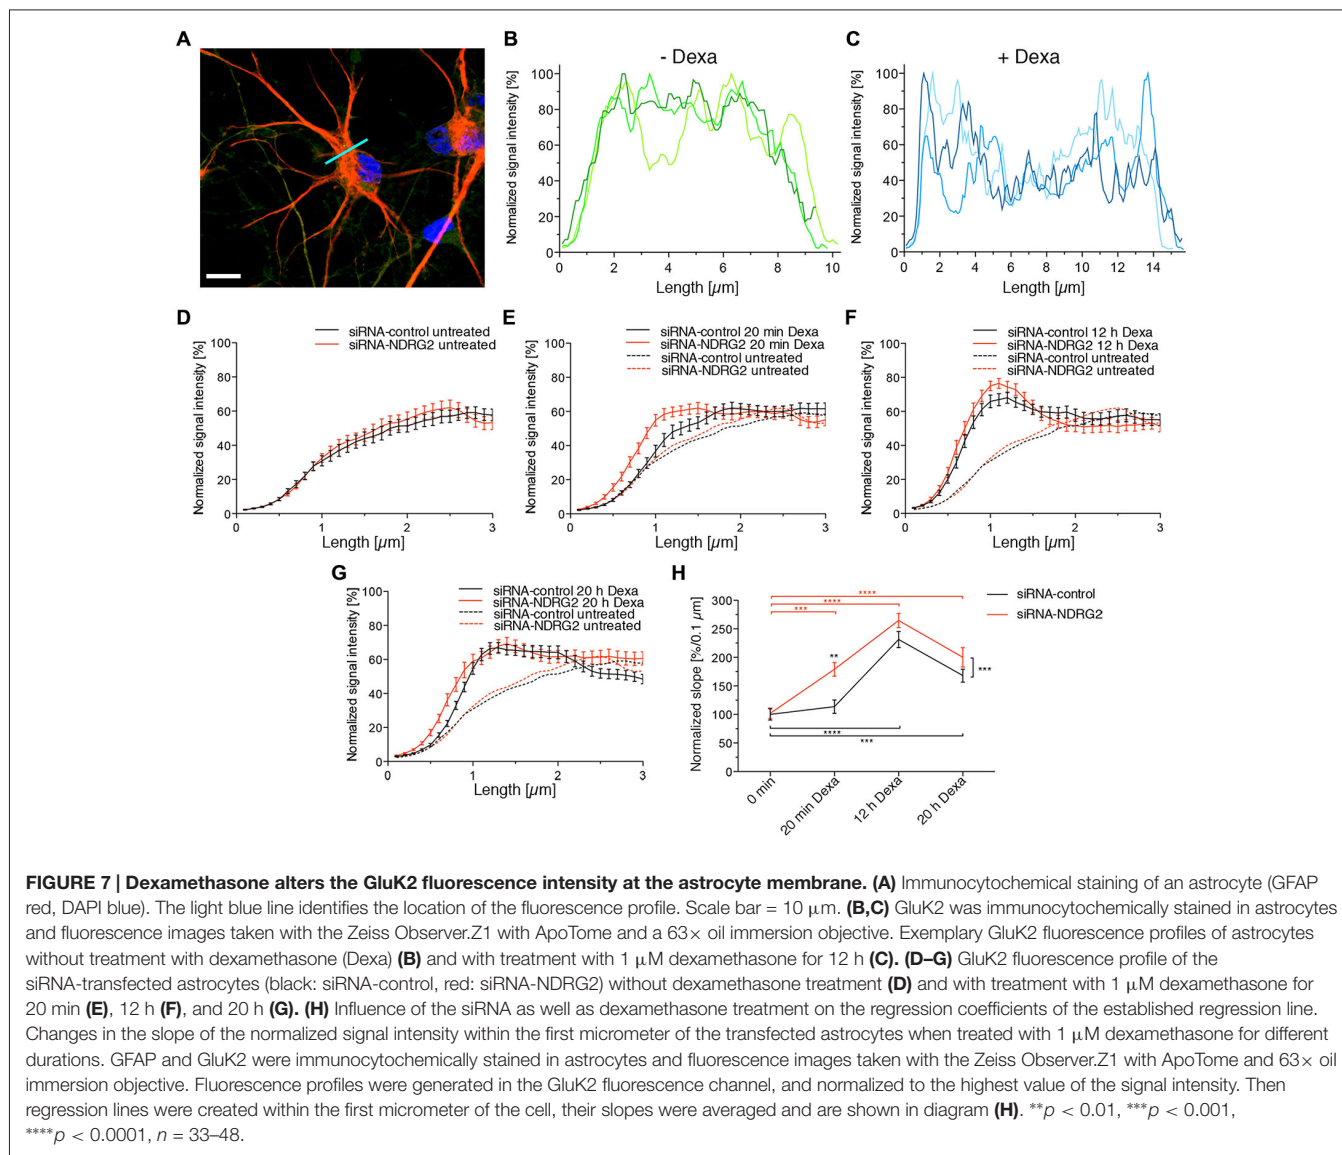 A
B
- Dexa
Normalized signal intensity [%]
100
80
60
40
20
0
0 2 4 6 8 10
Length [µm]
C
+ Dexa
Normalized signal intensity [%]
100
80
60
40
20
0
0 2 4 6 8 10 12 14
Length [µm]
D
siRNA-control untreated
siRNA-NDRG2 untreated
Normalized signal intensity [%]
100
80
60
40
20
0
0 1 2 3
Length [µm]
E
siRNA-control 20 min Dexa
siRNA-NDRG2 20 min Dexa
siRNA-control untreated
siRNA-NDRG2 untreated
Normalized signal intensity [%]
100
80
60
40
20
0
0 1 2 3
Length [µm]
F
siRNA-control 12 h Dexa
siRNA-NDRG2 12 h Dexa
siRNA-control untreated
siRNA-NDRG2 untreated
Normalized signal intensity [%]
100
80
60
40
20
0
0 1 2 3
Length [µm]
G
siRNA-control 20 h Dexa
siRNA-NDRG2 20 h Dexa
siRNA-control untreated
siRNA-NDRG2 untreated
Normalized signal intensity [%]
100
80
60
40
20
0
0 1 2 3
Length [µm]
H
siRNA-control
siRNA-NDRG2
Normalized slope [%/0.1 µm]
300
250
200
150
100
50
0
****
****
***
**
***
****
***
0 min
20 min Dexa
12 h Dexa
20 h Dexa
FIGURE 7 | Dexamethasone alters the GluK2 fluorescence intensity at the astrocyte membrane. (A) Immunocytochemical staining of an astrocyte (GFAP
red, DAPI blue). The light blue line identifies the location of the fluorescence profile. Scale bar = 10 µm. (B,C) GluK2 was immunocytochemically stained in astrocytes
and fluorescence images taken with the Zeiss Observer.Z1 with ApoTome and a 63× oil immersion objective. Exemplary GluK2 fluorescence profiles of astrocytes
without treatment with dexamethasone (Dexa) (B) and with treatment with 1 µM dexamethasone for 12 h (C). (D–G) GluK2 fluorescence profile of the
siRNA-transfected astrocytes (black: siRNA-control, red: siRNA-NDRG2) without dexamethasone treatment (D) and with treatment with 1 µM dexamethasone for
20 min (E), 12 h (F), and 20 h (G). (H) Influence of the siRNA as well as dexamethasone treatment on the regression coefficients of the established regression line.
Changes in the slope of the normalized signal intensity within the first micrometer of the transfected astrocytes when treated with 1 µM dexamethasone for different
durations. GFAP and GluK2 were immunocytochemically stained in astrocytes and fluorescence images taken with the Zeiss Observer.Z1 with ApoTome and 63× oil
immersion objective. Fluorescence profiles were generated in the GluK2 fluorescence channel, and normalized to the highest value of the signal intensity. Then
regression lines were created within the first micrometer of the cell, their slopes were averaged and are shown in diagram (H). **p < 0.01, ***p < 0.001,
****p < 0.0001, n = 33–48.